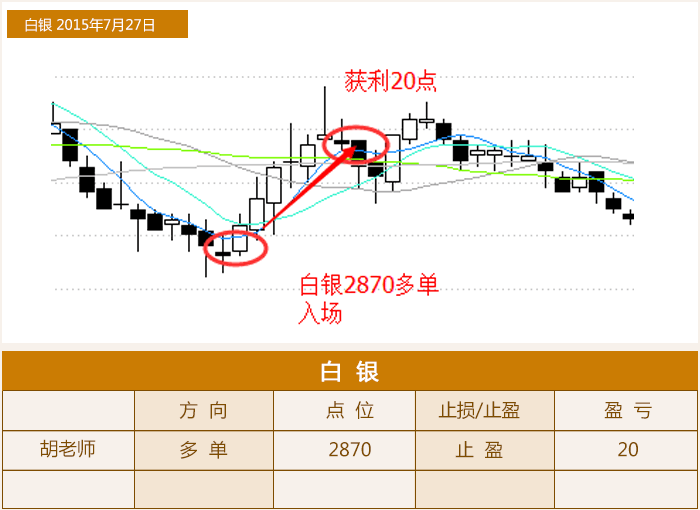 白银 2015年7月27日
获利20点
白银2870多单
入场
白 银
方 向 点 位 止损/止盈 盈 亏
胡老师 多 单 2870 止 盈 20